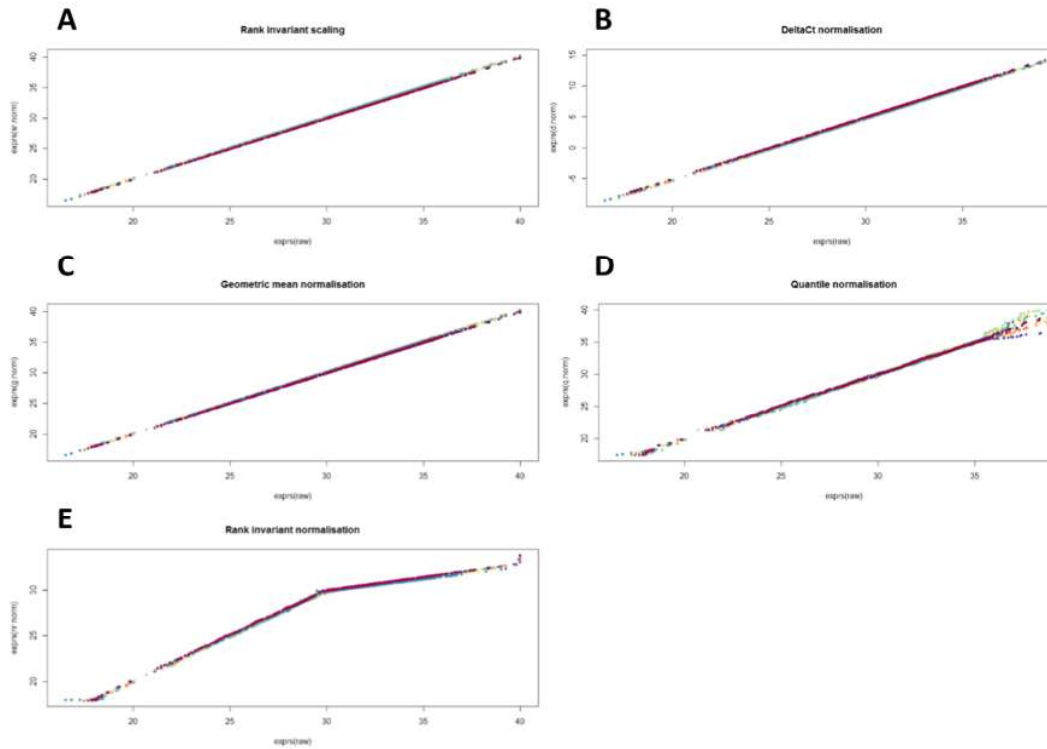 A
Rank invariant scaling
40
35
30
25
20
exprs(sr.norm)
20 25 30 35 40
exprs(raw)
B
DeltaCt normalisation
15
10
5
0
-5
exprs(d.norm)
20 25 30 35
exprs(raw)
C
Geometric mean normalisation
40
35
30
25
20
exprs(g.norm)
20 25 30 35 40
exprs(raw)
D
Quantile normalisation
40
35
30
25
20
exprs(q.norm)
20 25 30 35
exprs(raw)
E
Rank invariant normalisation
30
25
20
exprs(nr.norm)
20 25 30 35 40
exprs(raw)